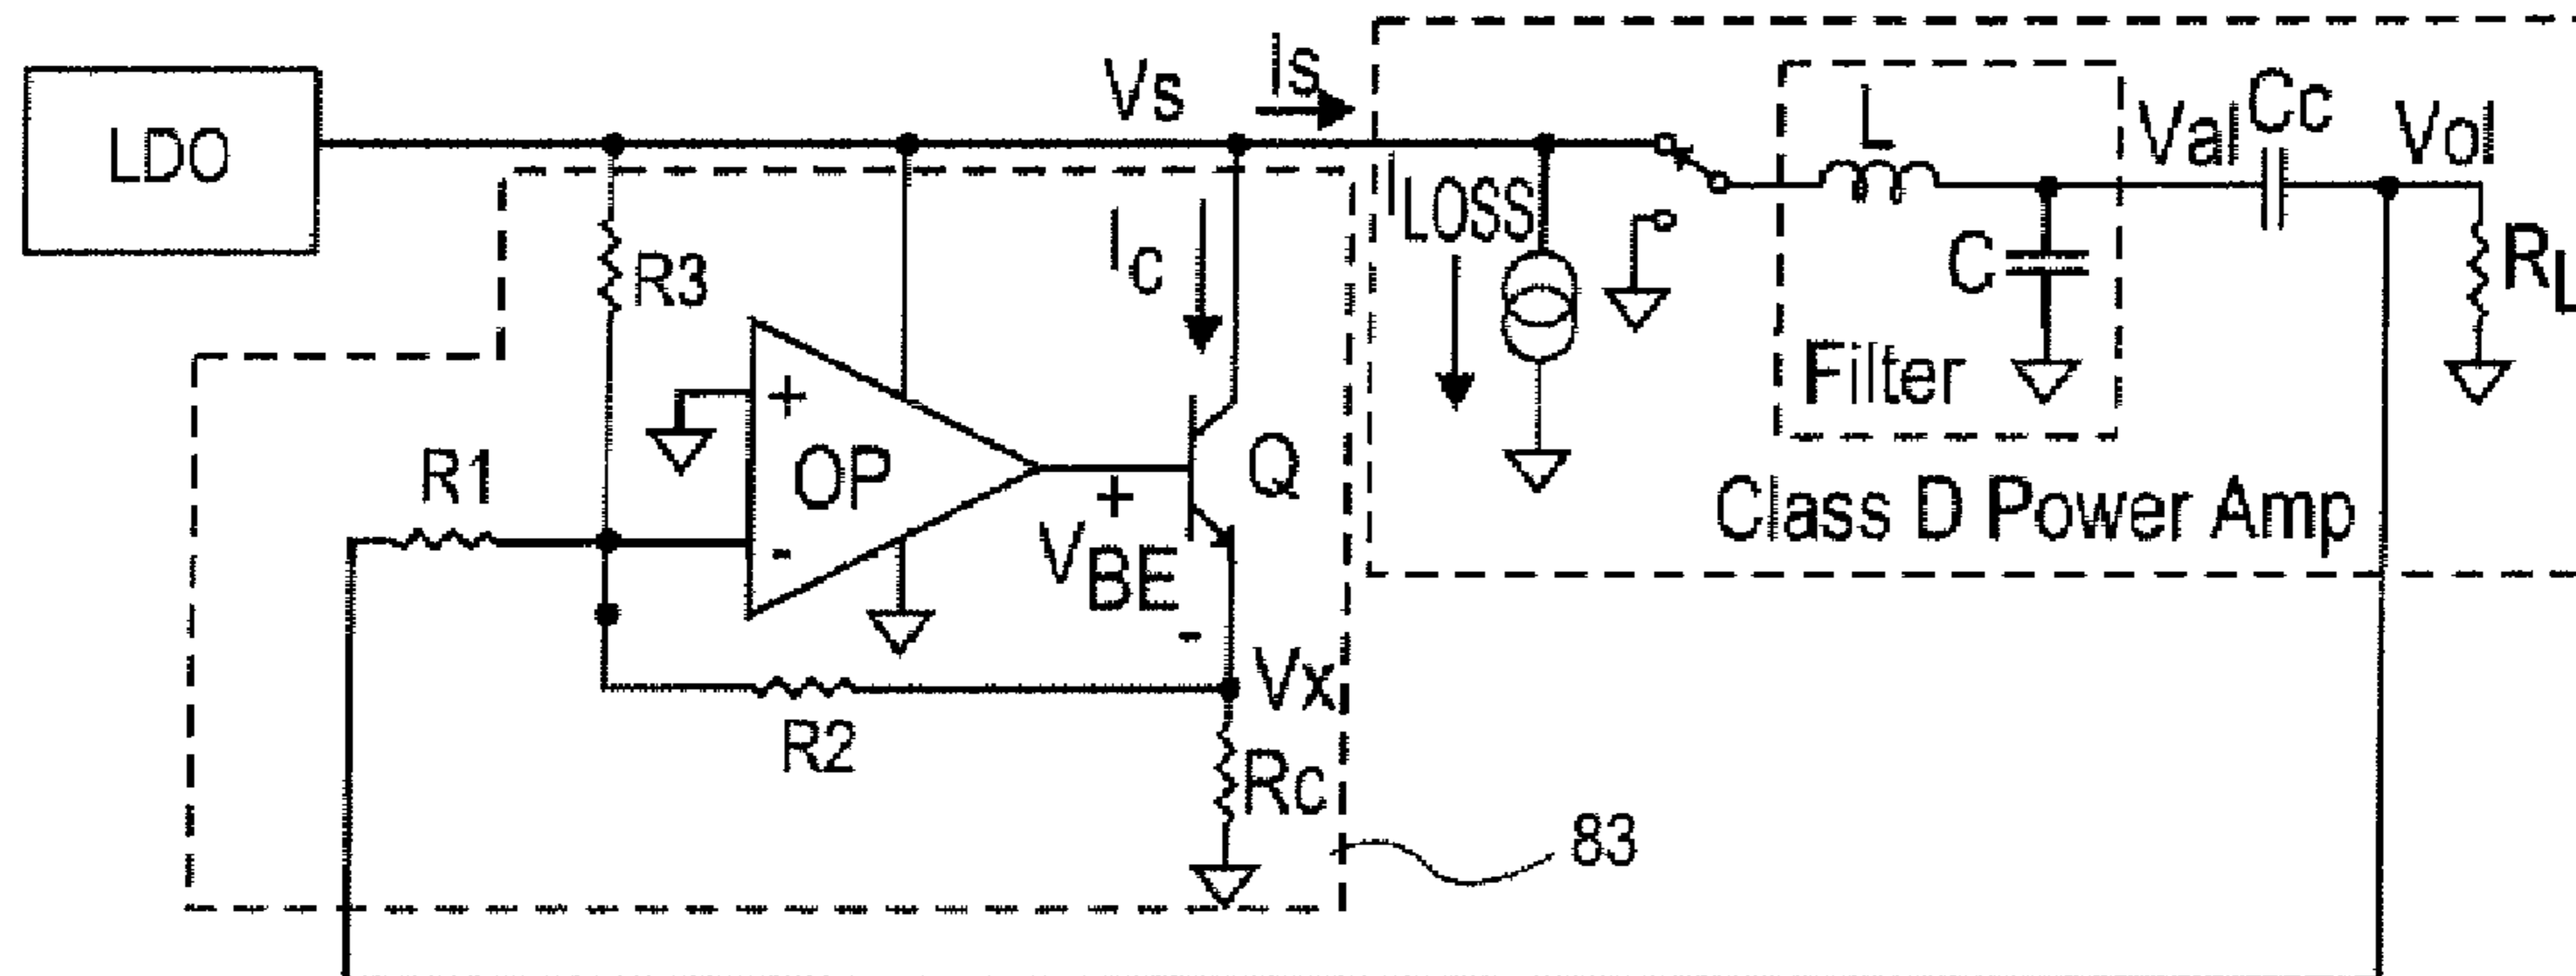 LDO
Vs
Is
L
Val
Cc
Vol
R3
Ic
ILOSS
C
RL
Filter
+
OP
-
R1
+
VBE
-
Q
Class D Power Amp
Vx
R2
Rc
83